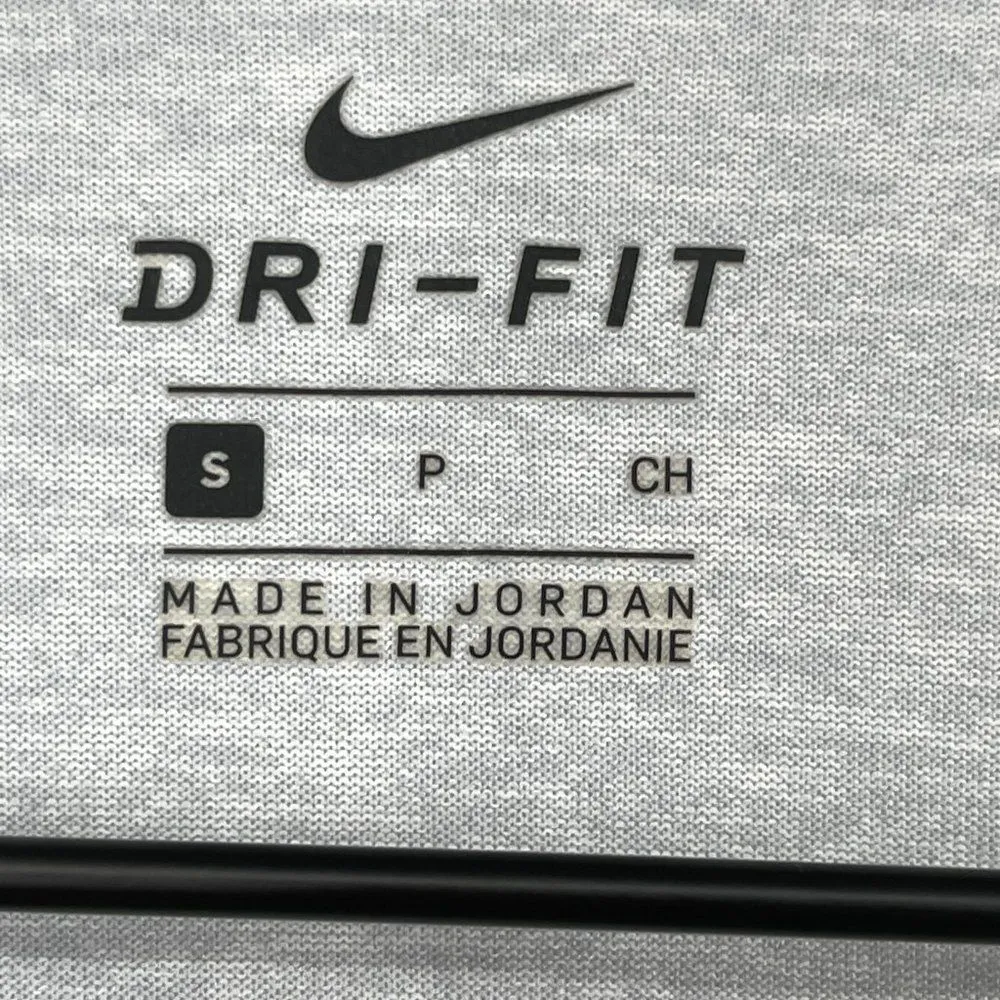 DRI-FIT
S P CH
MADE IN JORDAN
FABRIQUE EN JORDANIE